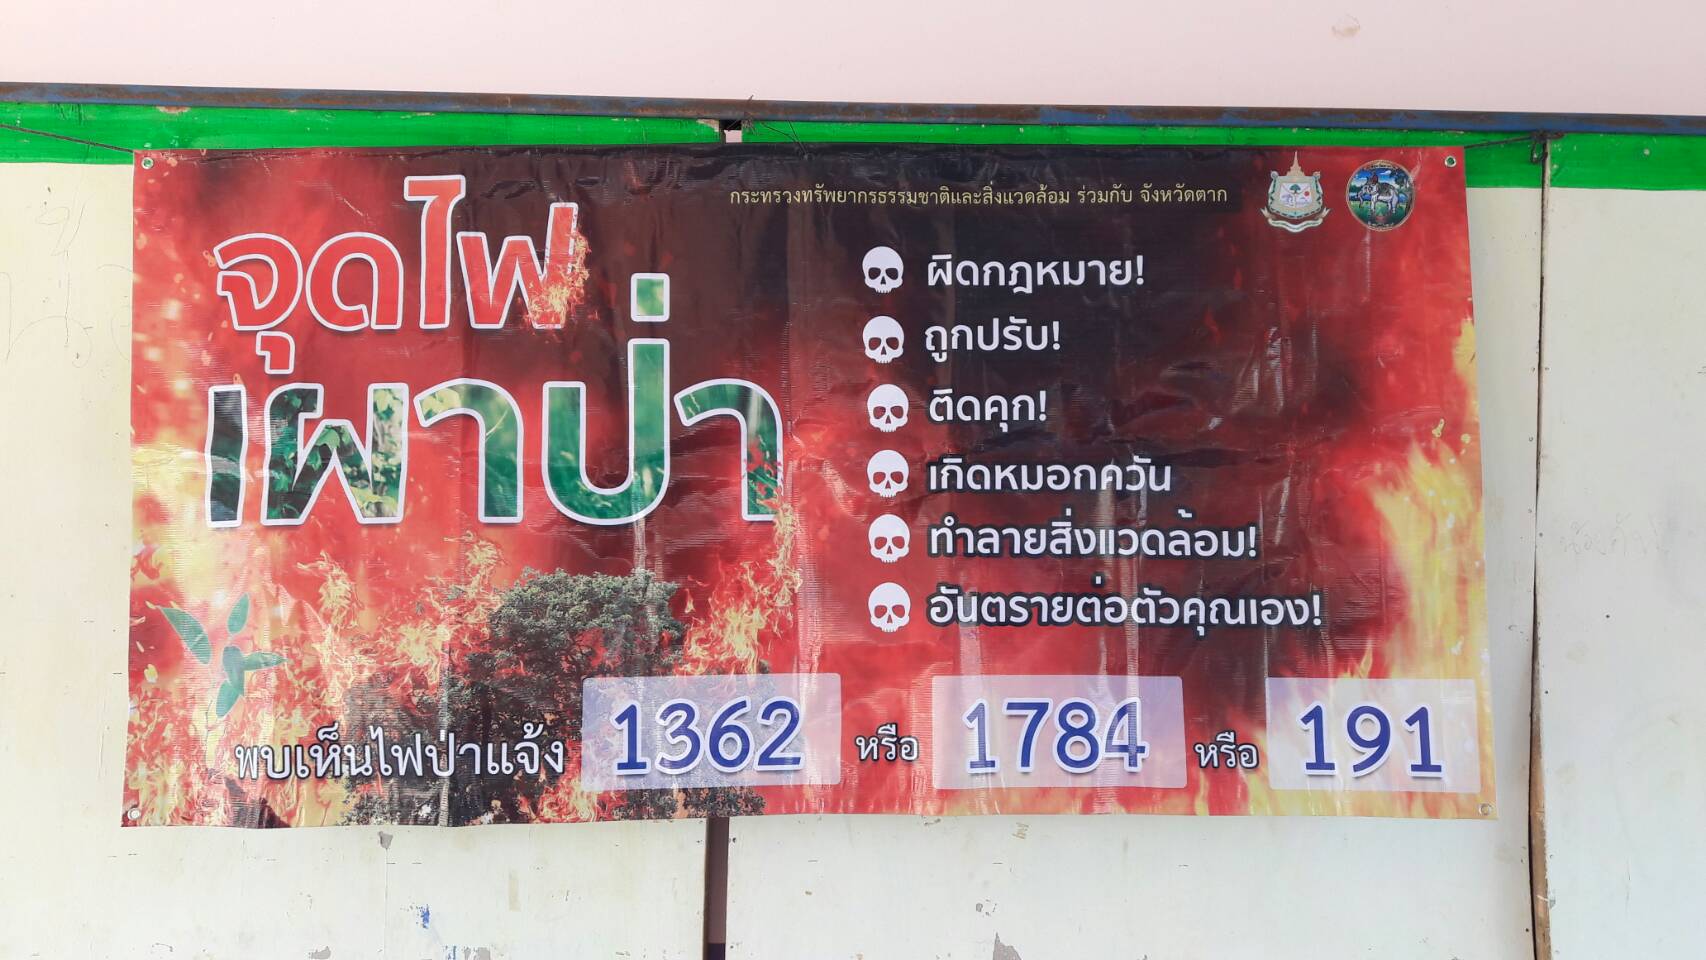 กระทรวงทรัพยากรธรรมชาติและสิ่งแวดล้อม ร่วมกับ จังหวัดตาก
จุดไฟ
เผาป่า
ผิดกฎหมาย!
ถูกปรับ!
ติดคุก!
เกิดหมอกควัน
ทำลายสิ่งแวดล้อม!
อันตรายต่อตัวคุณเอง!
พบเห็นไฟป่าแจ้ง 1362 หรือ 1784 หรือ 191